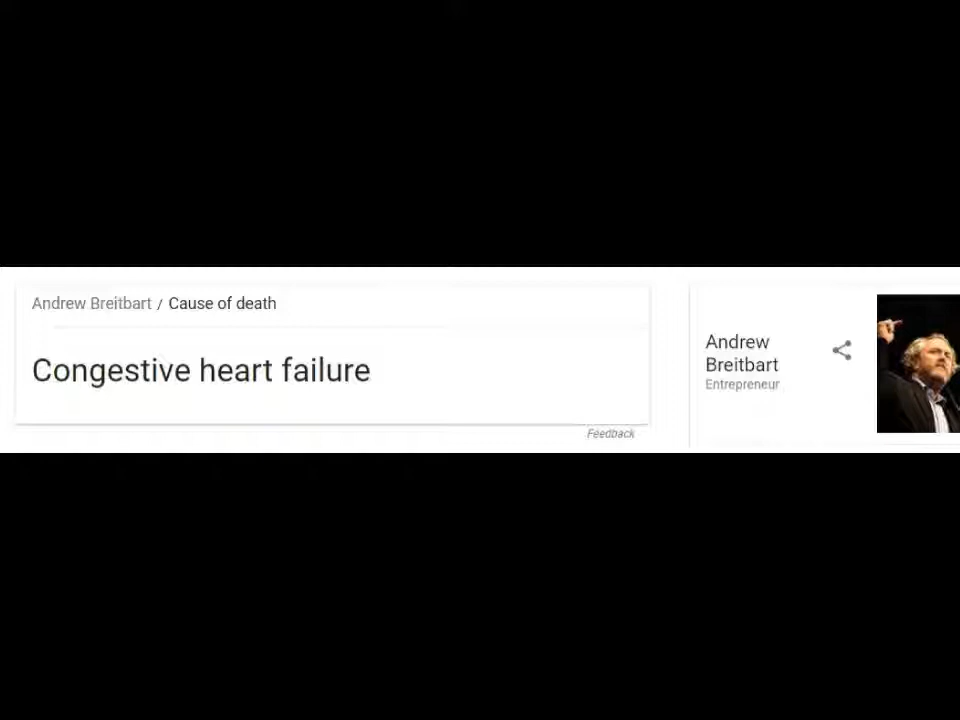 Andrew Breitbart / Cause of death
Congestive heart failure
Feedback
Andrew
Breitbart
Entrepreneur